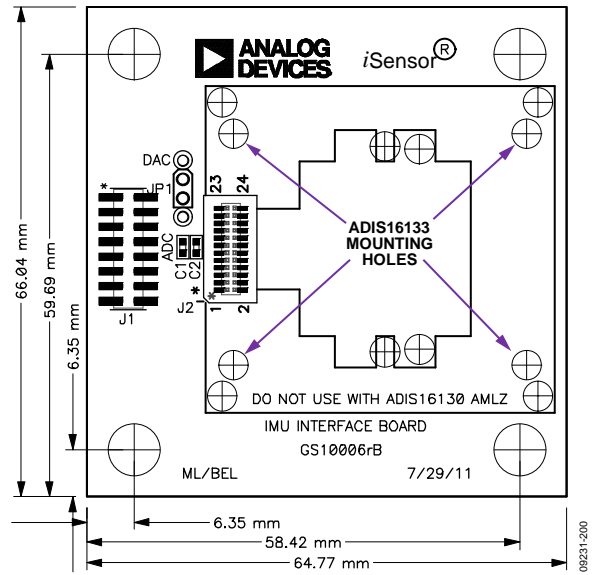 ANALOG
DEVICES
iSensor®
DAC
JP1
23
24
*
ADC
C1
C2
ADIS16133
MOUNTING
HOLES
66.04 mm
59.69 mm
J1
*
J2
*
1
2
6.35 mm
DO NOT USE WITH ADIS16130 AMLZ
IMU INTERFACE BOARD
GS10006rB
ML/BEL
7/29/11
6.35 mm
58.42 mm
64.77 mm
09231-200